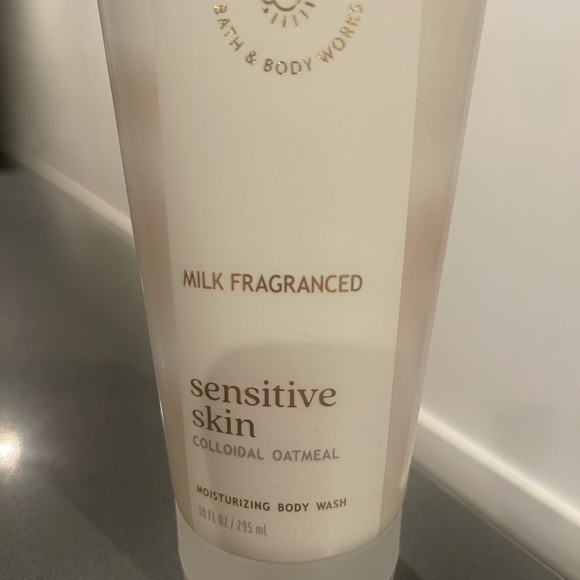 BATH & BODY WORKS
MILK FRAGRANCED
sensitive
skin
COLLOIDAL OATMEAL
MOISTURIZING BODY WASH
10 FL OZ / 295 mL